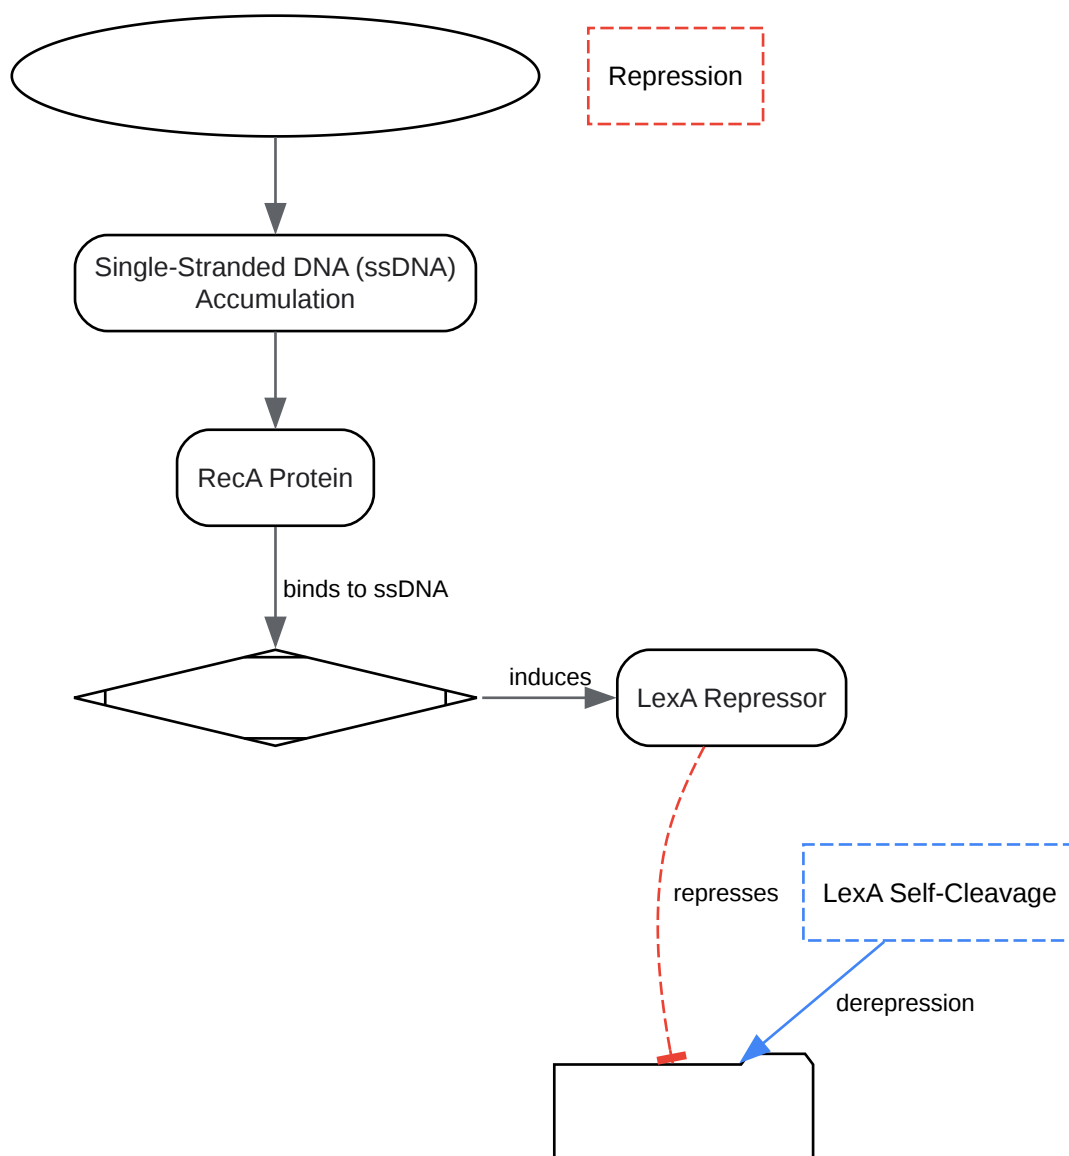 Repression
Single-Stranded DNA (ssDNA)
Accumulation
RecA Protein
binds to ssDNA
induces
LexA Repressor
represses
LexA Self-Cleavage
derepression